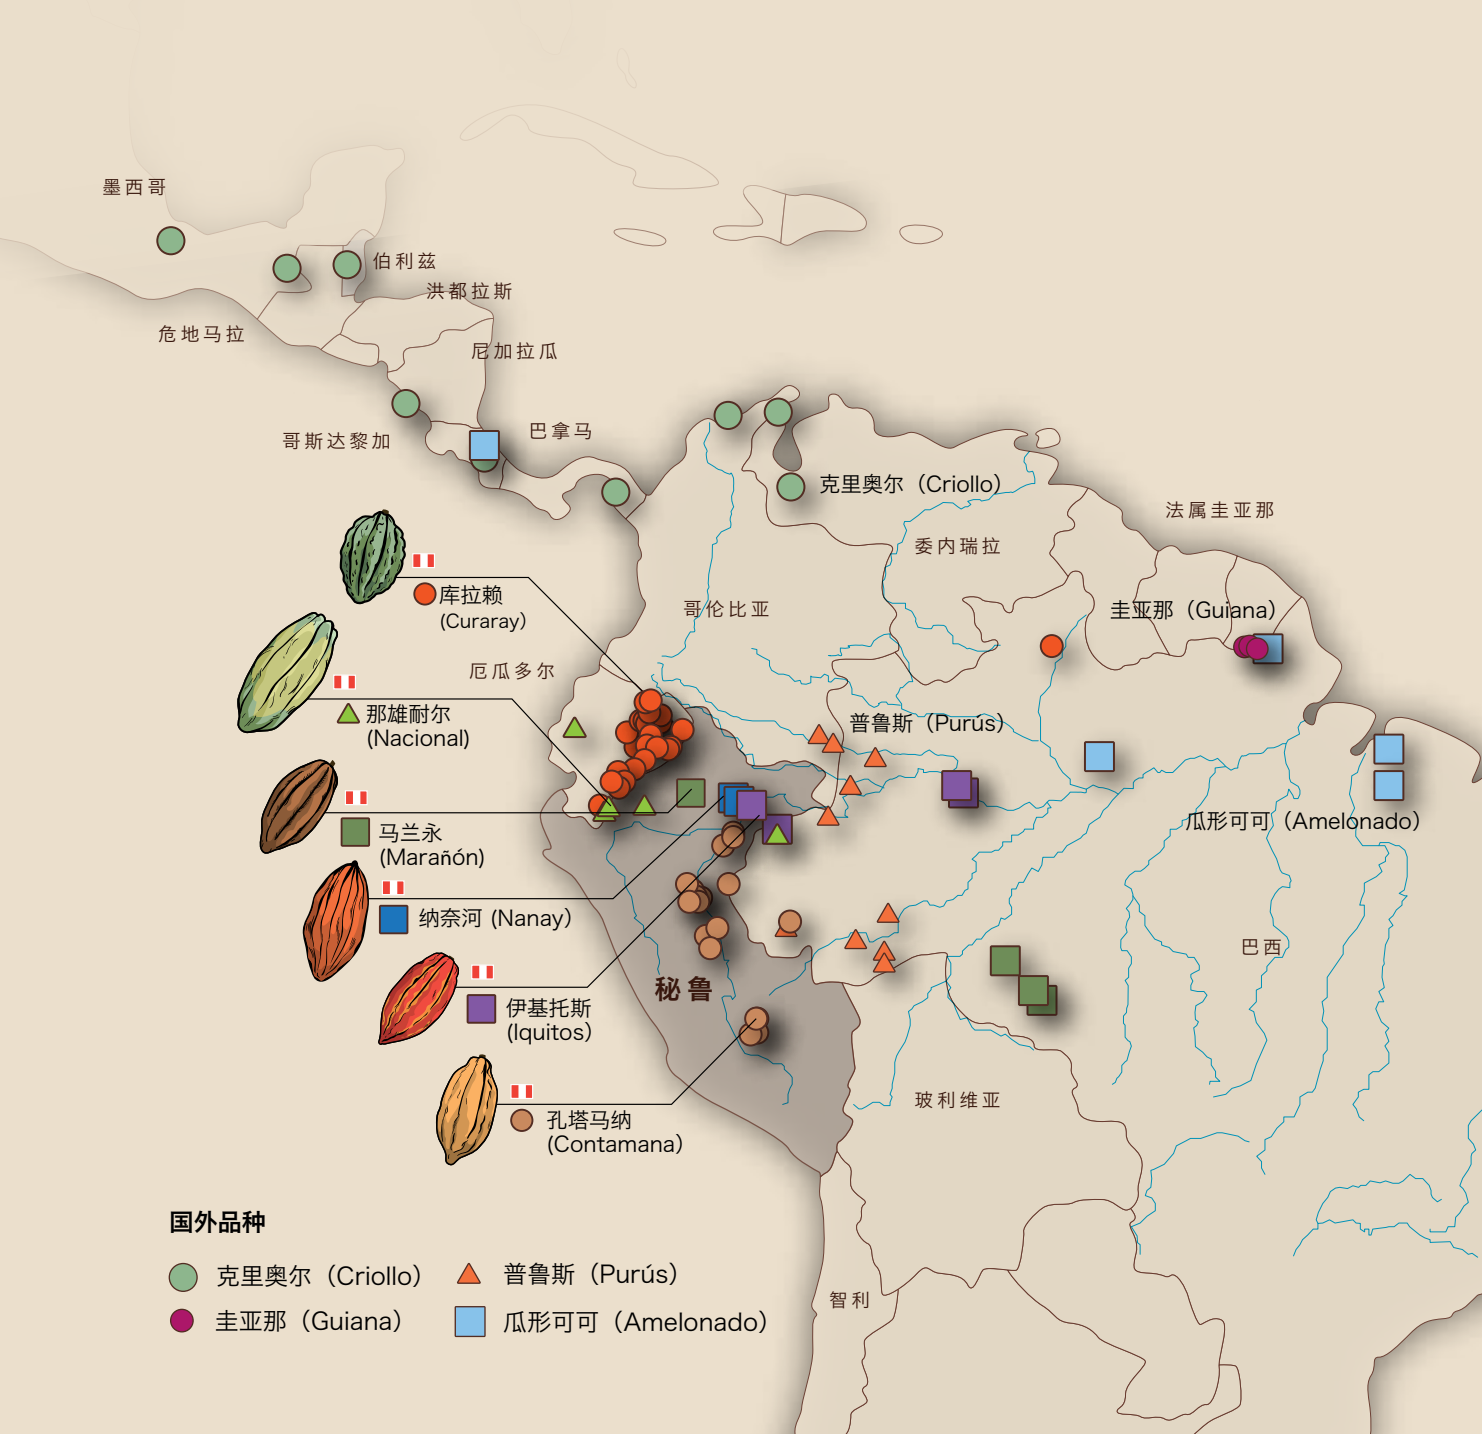 墨西哥
伯利兹
洪都拉斯
危地马拉
尼加拉瓜
哥斯达黎加
巴拿马
克里奥尔（Criollo）
法属圭亚那
委内瑞拉
库拉赖
(Curaray）
哥伦比亚
圭亚那（Guiana）
厄瓜多尔
那雄耐尔
(Nacional)
普鲁斯（Purús）
马兰永
(Marañón)
瓜形可可（Amelonado）
纳奈河 (Nanay）
巴西
秘鲁
伊基托斯
(Iquitos）
孔塔马纳
(Contamana）
玻利维亚
国外品种
克里奥尔（Criollo）
普鲁斯（Purús）
圭亚那（Guiana）
瓜形可可（Amelonado）
智利